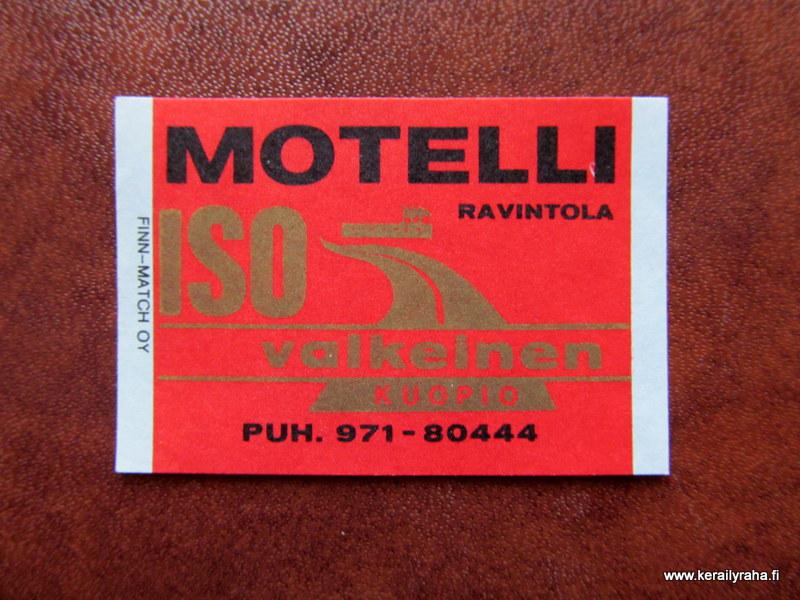 MOTELLI
RAVINTOLA
ISO
valkeinen
KUOPIO
PUH. 971-80444
FINN-MATCH OY
www.kerailyraha.fi